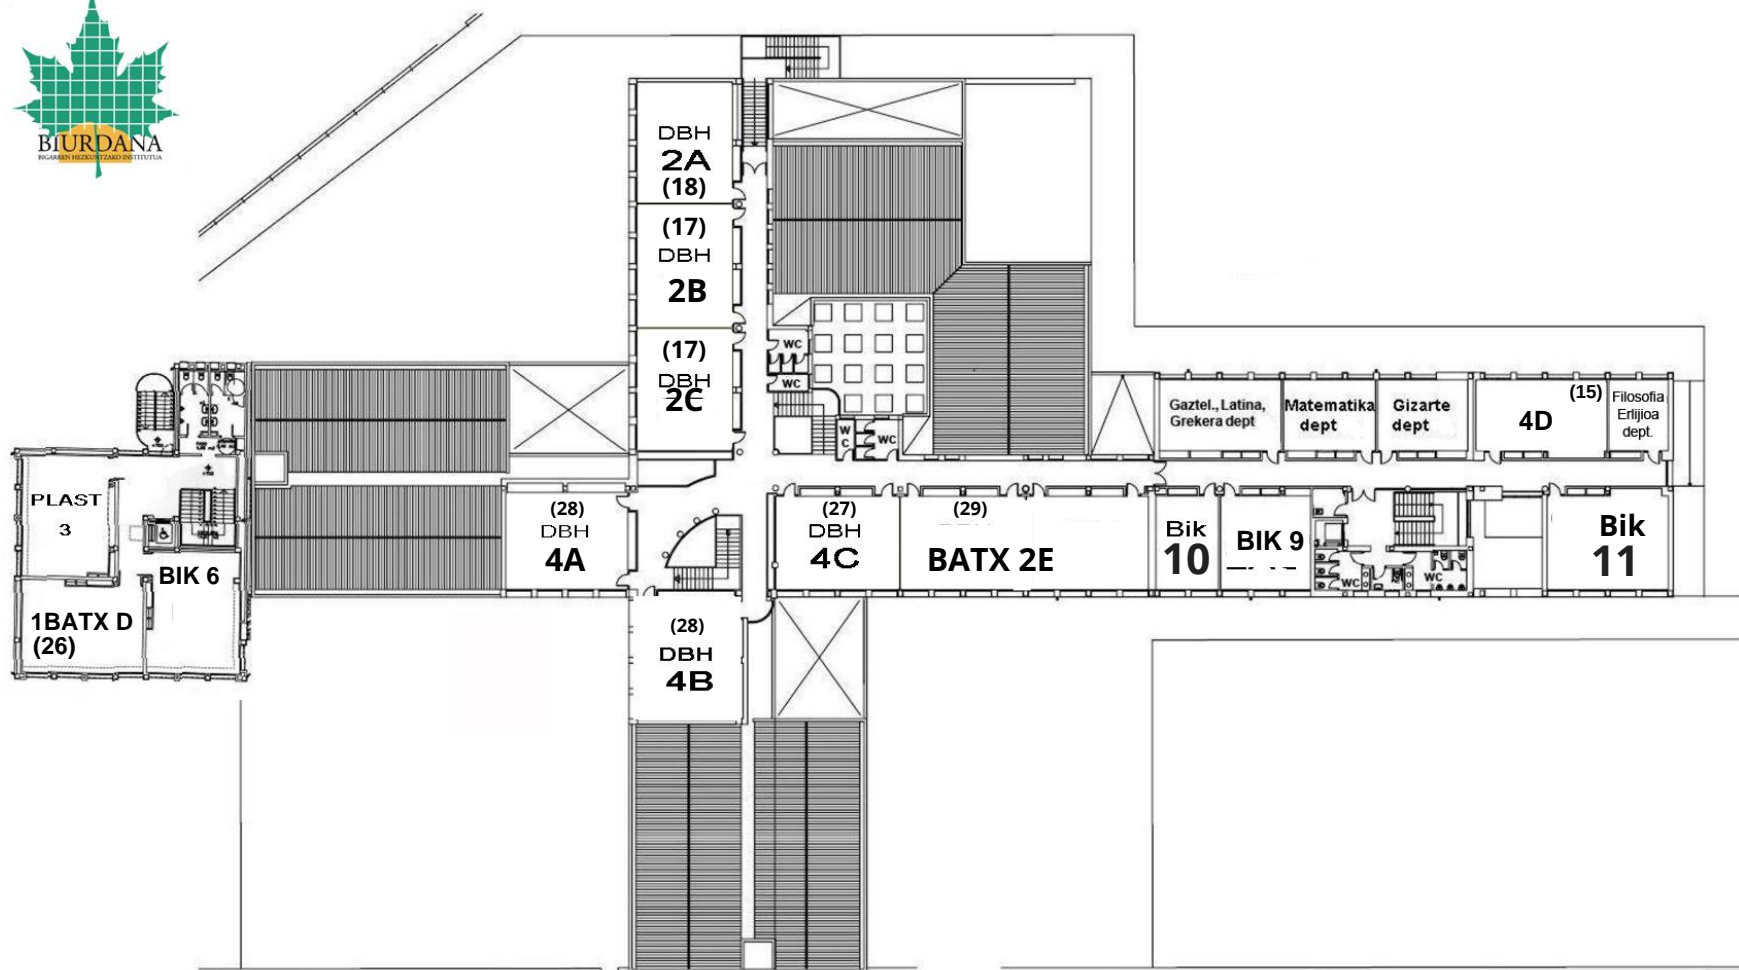 BIURDANA
BIGARREN HEZKUNTZAKO INSTITUTUA
DBH
2A
(18)
(17)
DBH
2B
(17)
DBH
2C
WC
WC
WC
WC
Gaztel., Latina,
Grekera dept
Matematika
dept
Gizarte
dept
(15)
4D
Filosofia
Erlijioa
dept.
PLAST
3
BIK 6
1BATX D
(26)
(28)
DBH
4A
(27)
DBH
4C
(29)
BATX 2E
Bik
10
BIK 9
WC
WC
Bik
11
(28)
DBH
4B